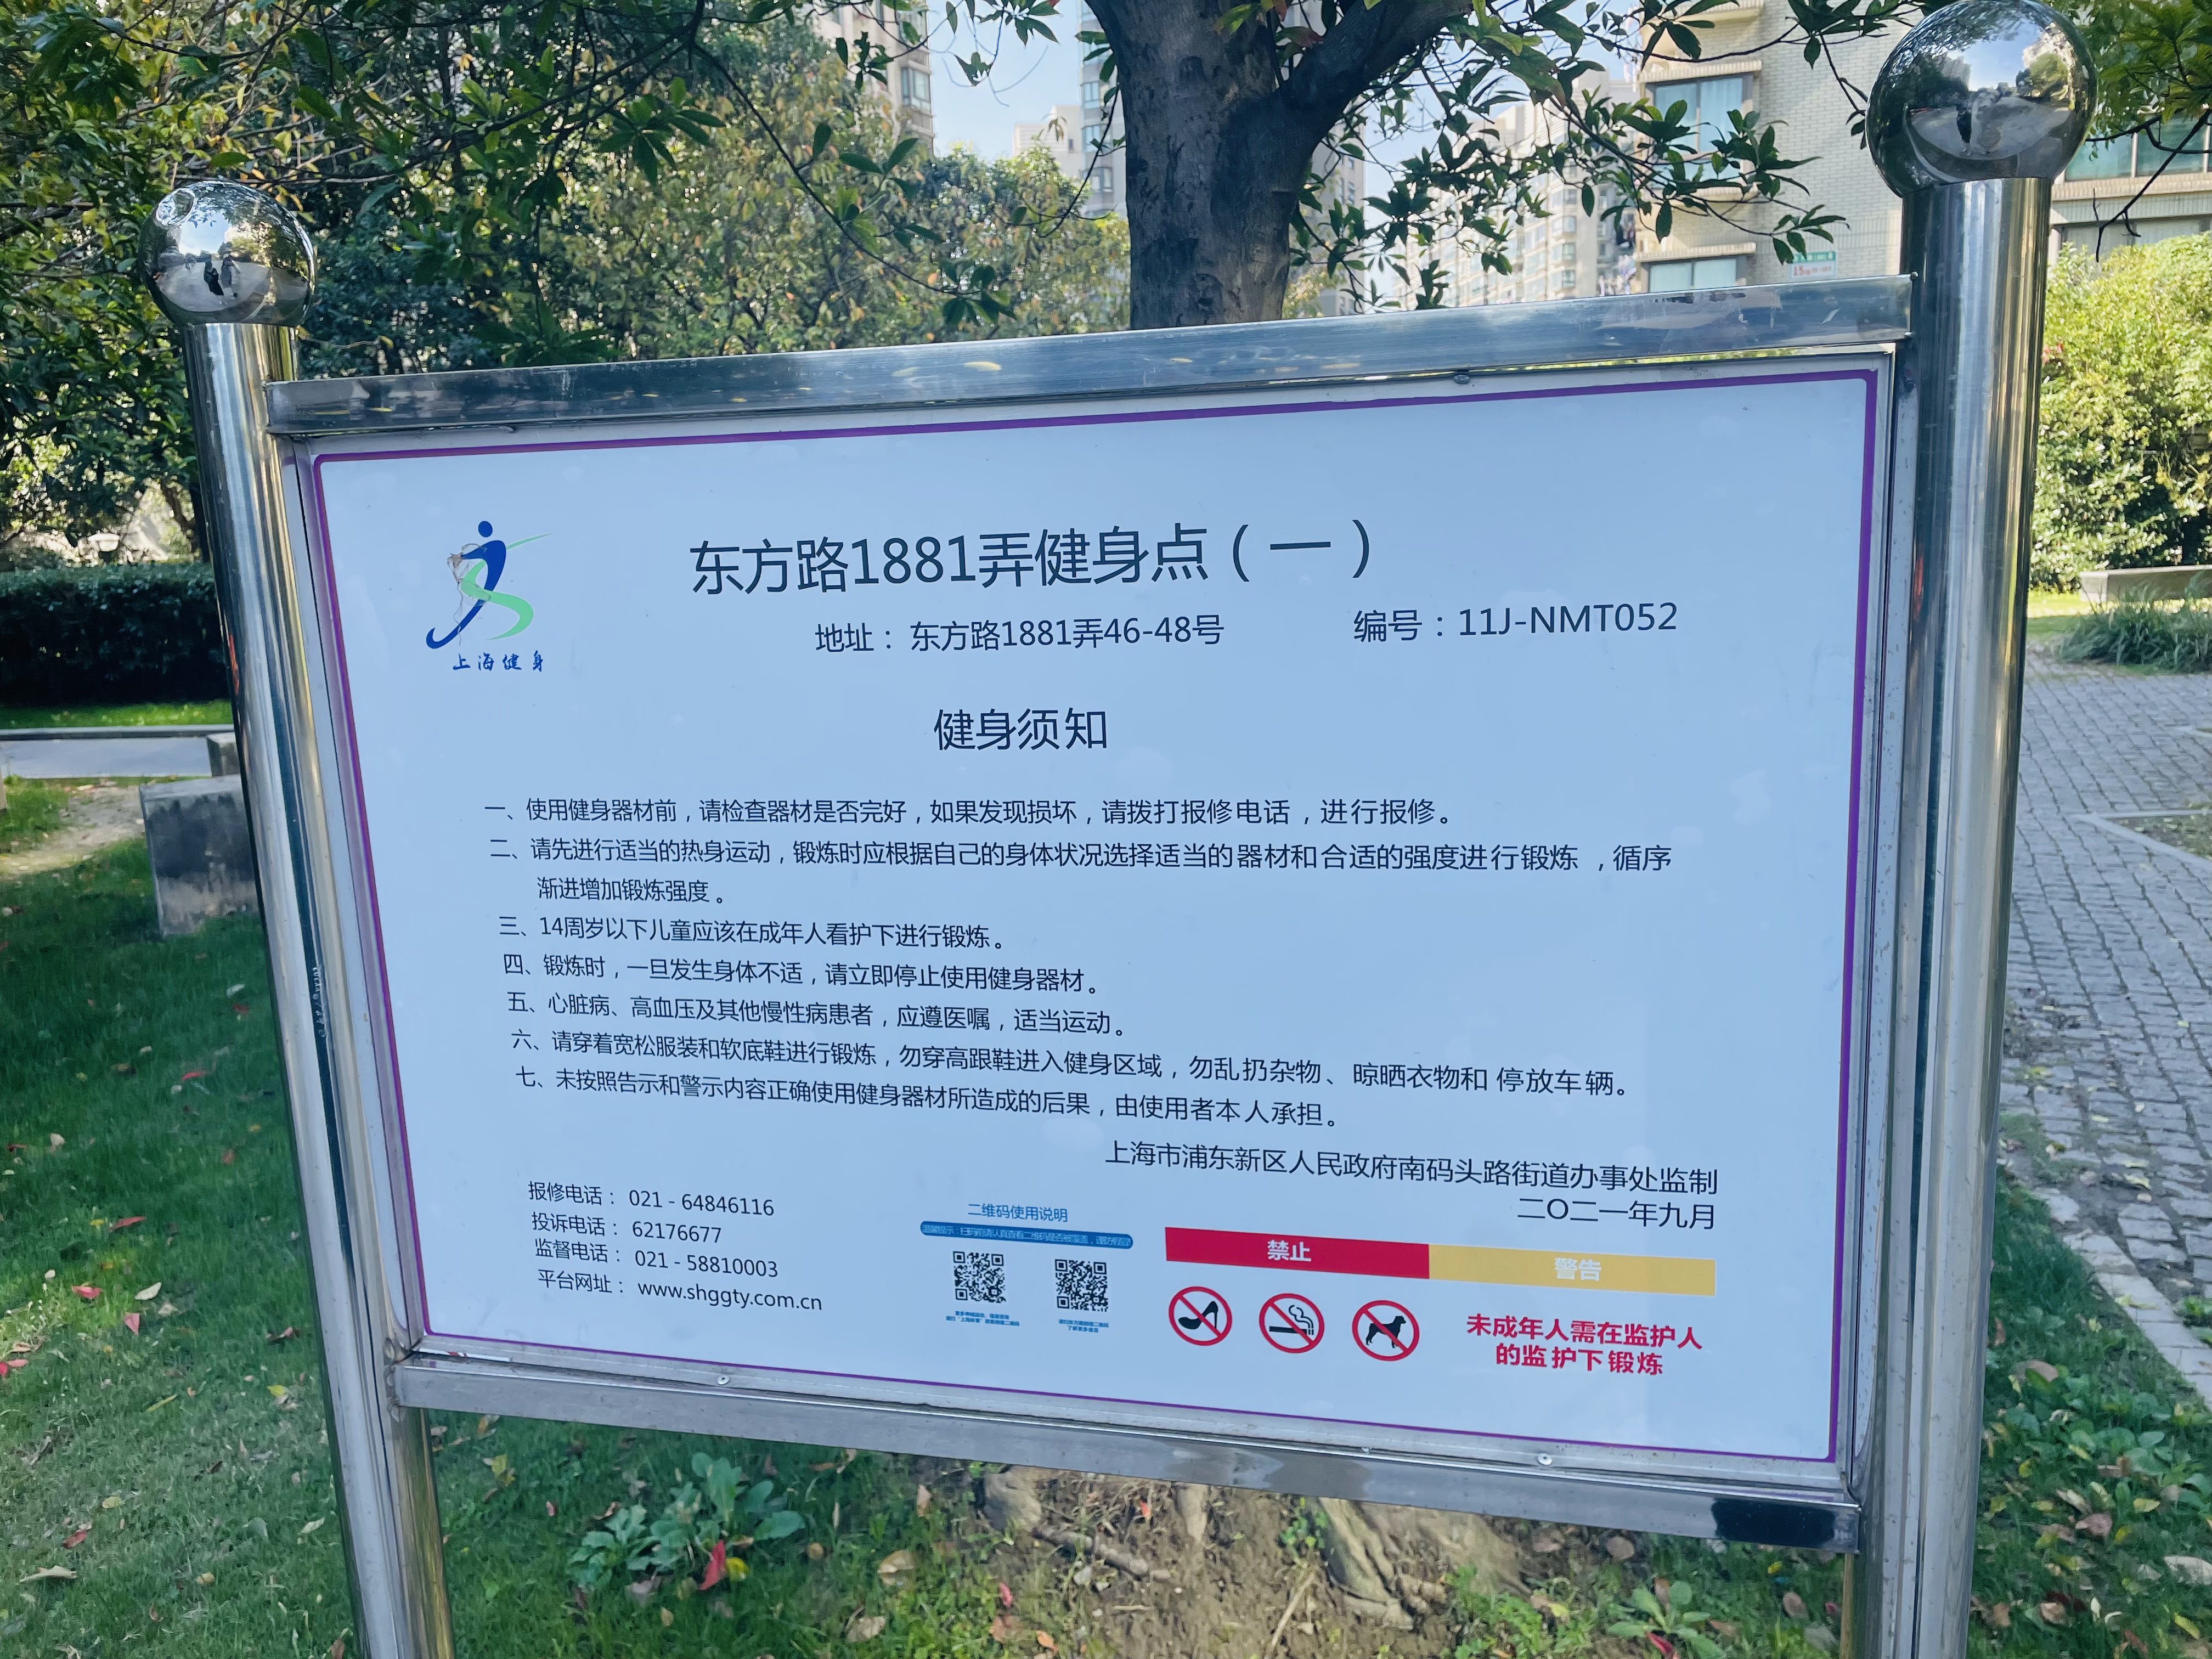 东方路1881弄健身点（一）
上海健身
地址： 东方路1881弄46-48号
编号：11J-NMT052
健身须知
一、使用健身器材前，请检查器材是否完好，如果发现损坏，请拨打报修电话，进行报修。
二、请先进行适当的热身运动，锻炼时应根据自己的身体状况选择适当的器材和合适的强度进行锻炼，循序
渐进增加锻炼强度。
三、14周岁以下儿童应该在成年人看护下进行锻炼。
四、锻炼时，一旦发生身体不适，请立即停止使用健身器材。
五、心脏病、高血压及其他慢性病患者，应遵医嘱，适当运动。
六、请穿着宽松服装和软底鞋进行锻炼，勿穿高跟鞋进入健身区域，勿乱扔杂物、晾晒衣物和 停放车辆。
七、未按照告示和警示内容正确使用健身器材所造成的后果，由使用者本人承担。
上海市浦东新区人民政府南码头路街道办事处监制
二〇二一年九月
报修电话： 021 - 64846116
投诉电话： 62176677
监督电话： 021 - 58810003
平台网址： www.shggty.com.cn
二维码使用说明
禁止
警告
未成年人需在监护人
的监护下锻炼